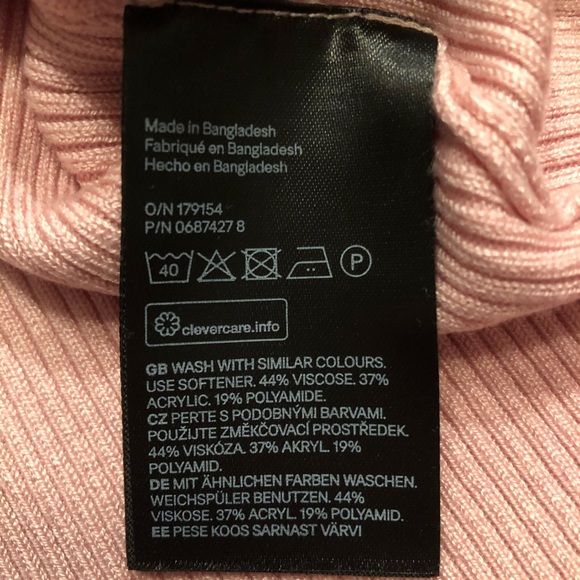 Made in Bangladesh
Fabriqué en Bangladesh
Hecho en Bangladesh
O/N 179154
P/N 0687427 8
40
P
clevercare.info
GB WASH WITH SIMILAR COLOURS.
USE SOFTENER. 44% VISCOSE. 37%
ACRYLIC. 19% POLYAMIDE.
CZ PERTE S PODOBNÝMI BARVAMI.
POUŽIJTE ZMĚKČOVACÍ PROSTŘEDEK.
44% VISKÓZA. 37% AKRYL. 19%
POLYAMID.
DE MIT ÄHNLICHEN FARBEN WASCHEN.
WEICHSPÜLER BENUTZEN. 44%
VISKOSE. 37% ACRYL. 19% POLYAMID.
EE PESE KOOS SARNAST VÄRVI